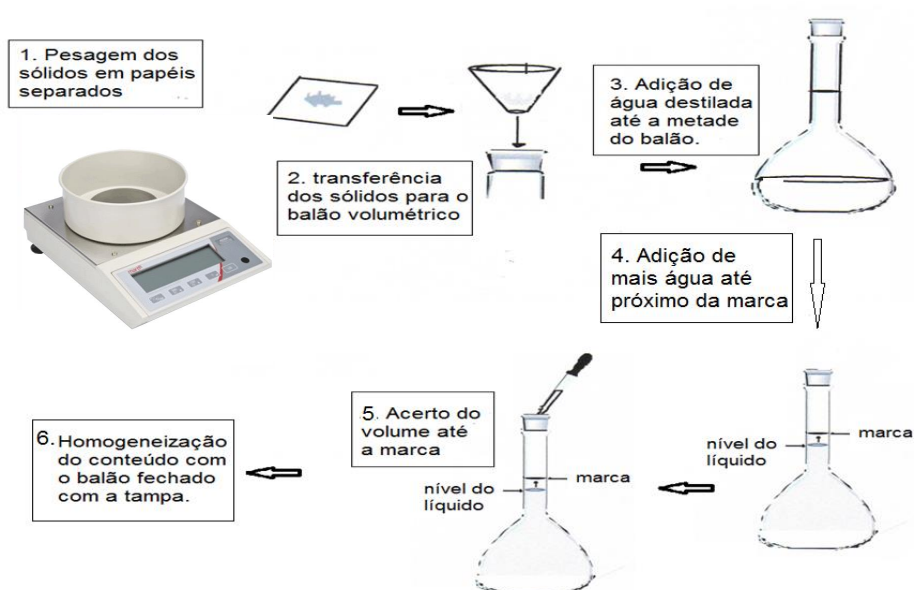 1. Pesagem dos
sólidos em papéis
separados
2. transferência
dos sólidos para o
balão volumétrico
3. Adição de
água destilada
até a metade
do balão.
4. Adição de
mais água até
próximo da marca
marca
nível do
líquido
5. Acerto do
volume até
a marca
marca
nível do
líquido
6. Homogeneização
do conteúdo com
o balão fechado
com a tampa.